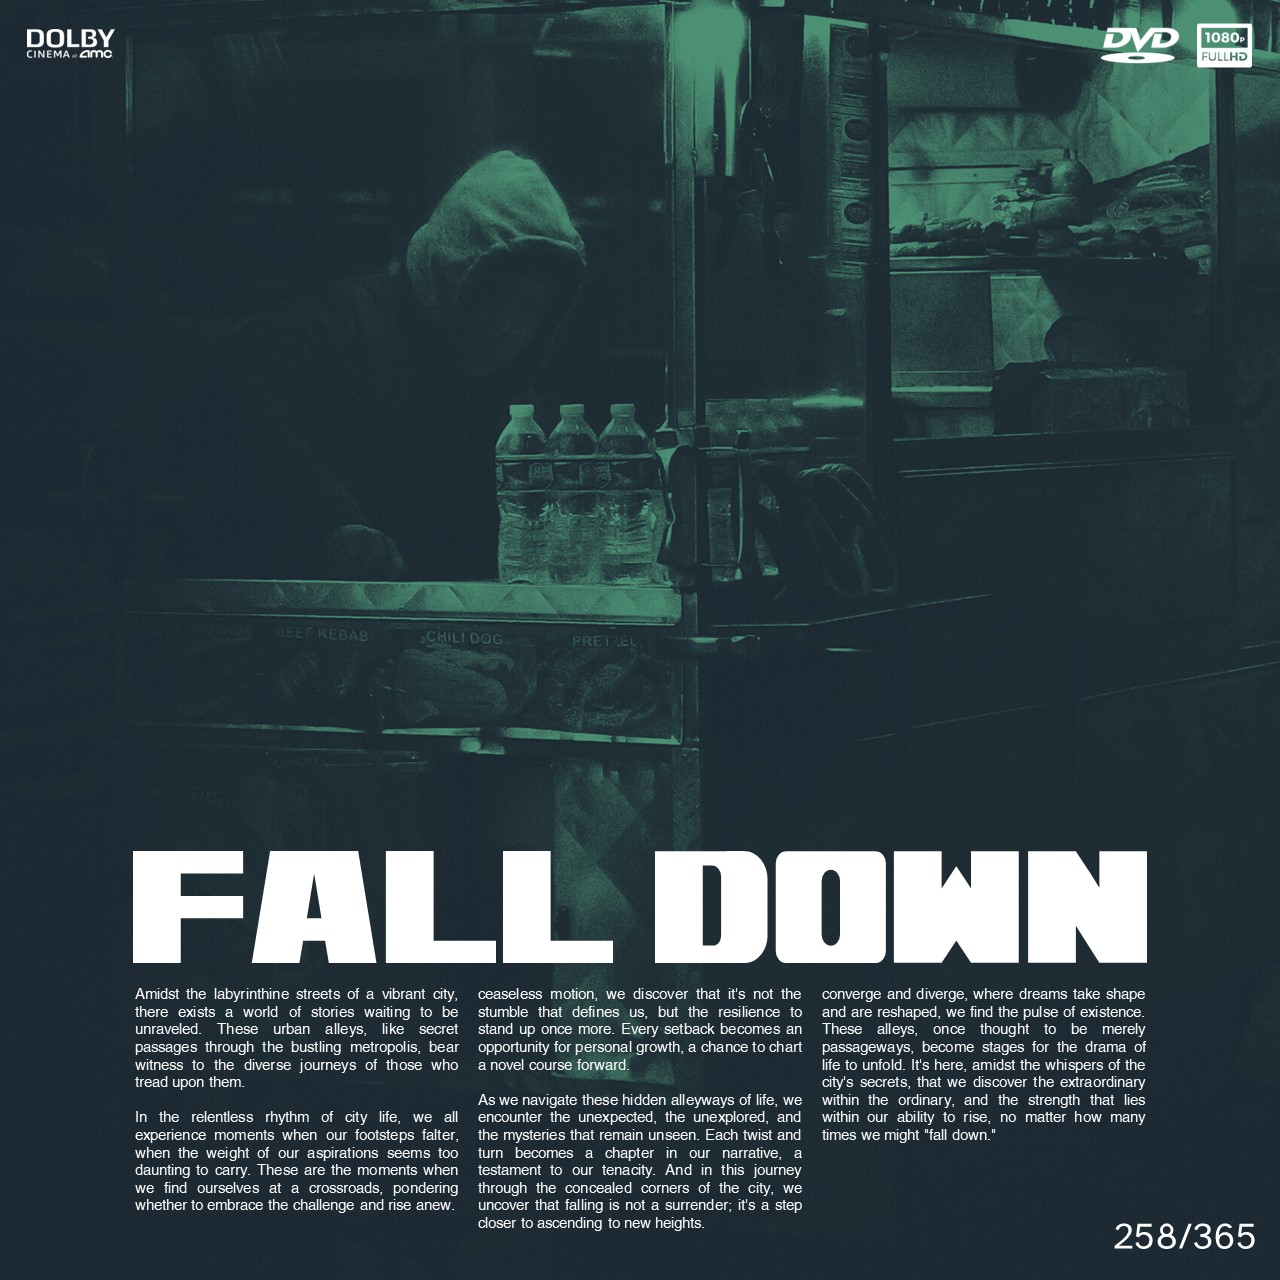 DOLBY
CINEMA at amc
DVD
1080p
FULLHD
BEEF KEBAB
CHILI DOG
PRETZEL
FALL DOWN
Amidst the labyrinthine streets of a vibrant city,
there exists a world of stories waiting to be
unraveled. These urban alleys, like secret
passages through the bustling metropolis, bear
witness to the diverse journeys of those who
tread upon them.
In the relentless rhythm of city life, we all
experience moments when our footsteps falter,
when the weight of our aspirations seems too
daunting to carry. These are the moments when
we find ourselves at a crossroads, pondering
whether to embrace the challenge and rise anew.
ceaseless motion, we discover that it's not the
stumble that defines us, but the resilience to
stand up once more. Every setback becomes an
opportunity for personal growth, a chance to chart
a novel course forward.
As we navigate these hidden alleyways of life, we
encounter the unexpected, the unexplored, and
the mysteries that remain unseen. Each twist and
turn becomes a chapter in our narrative, a
testament to our tenacity. And in this journey
through the concealed corners of the city, we
uncover that falling is not a surrender; it's a step
closer to ascending to new heights.
converge and diverge, where dreams take shape
and are reshaped, we find the pulse of existence.
These alleys, once thought to be merely
passageways, become stages for the drama of
life to unfold. It's here, amidst the whispers of the
city's secrets, that we discover the extraordinary
within the ordinary, and the strength that lies
within our ability to rise, no matter how many
times we might "fall down."
258/365